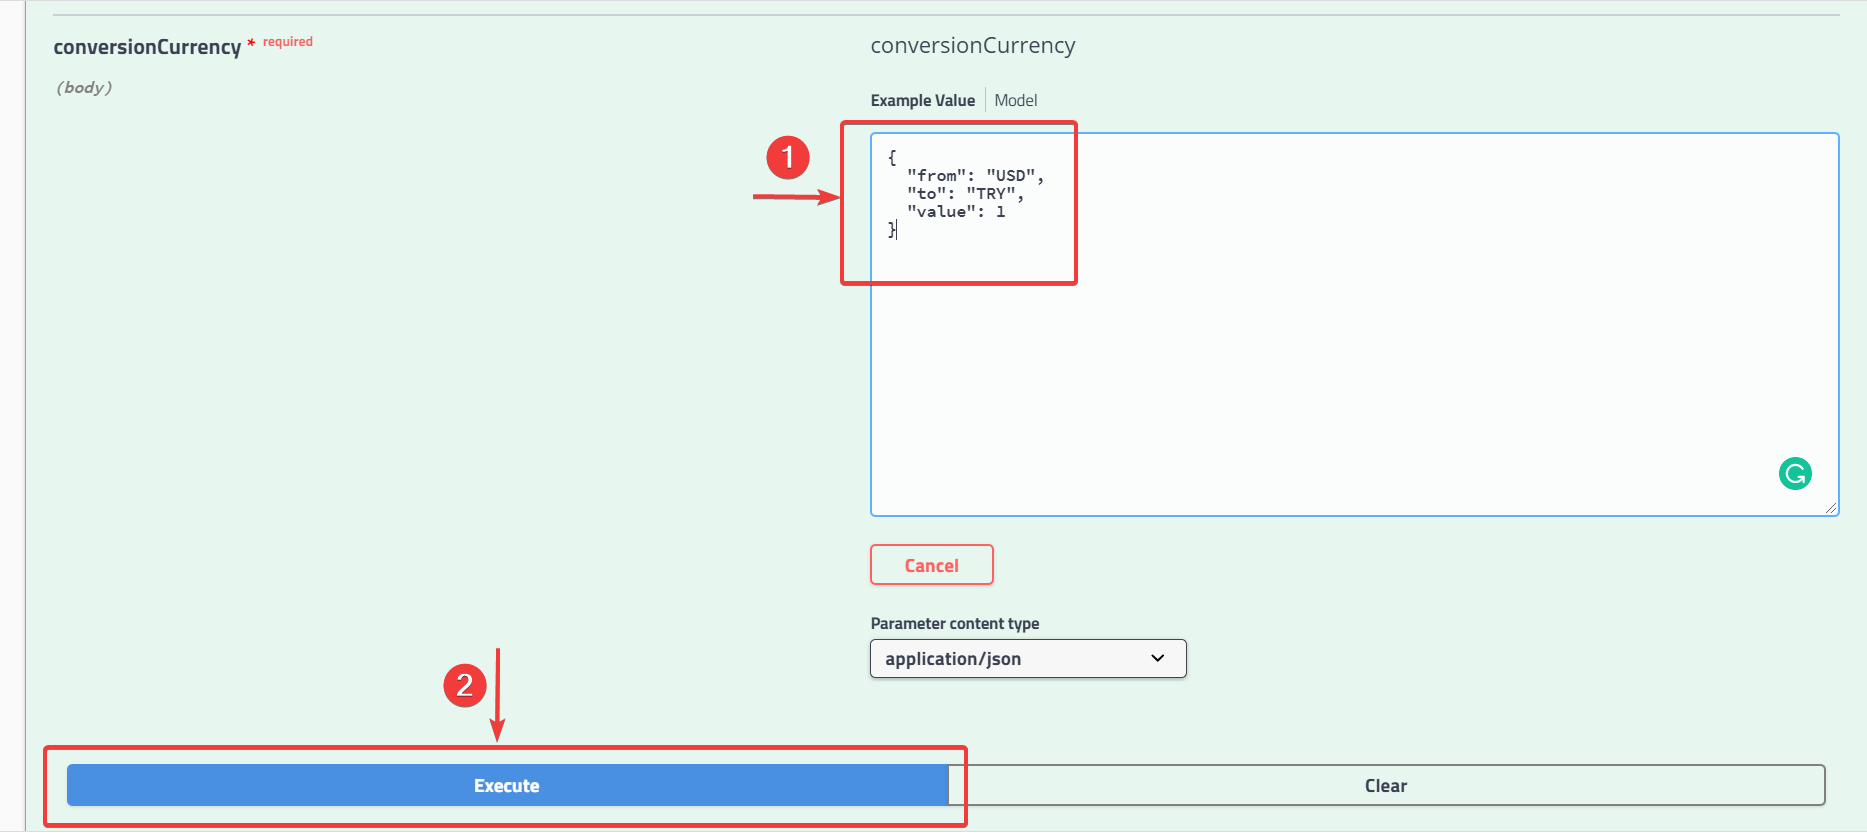 conversionCurrency * required
(body)
conversionCurrency
Example Value Model
1
{
  "from": "USD",
  "to": "TRY",
  "value": 1
}
Cancel
Parameter content type
application/json
2
Execute Clear